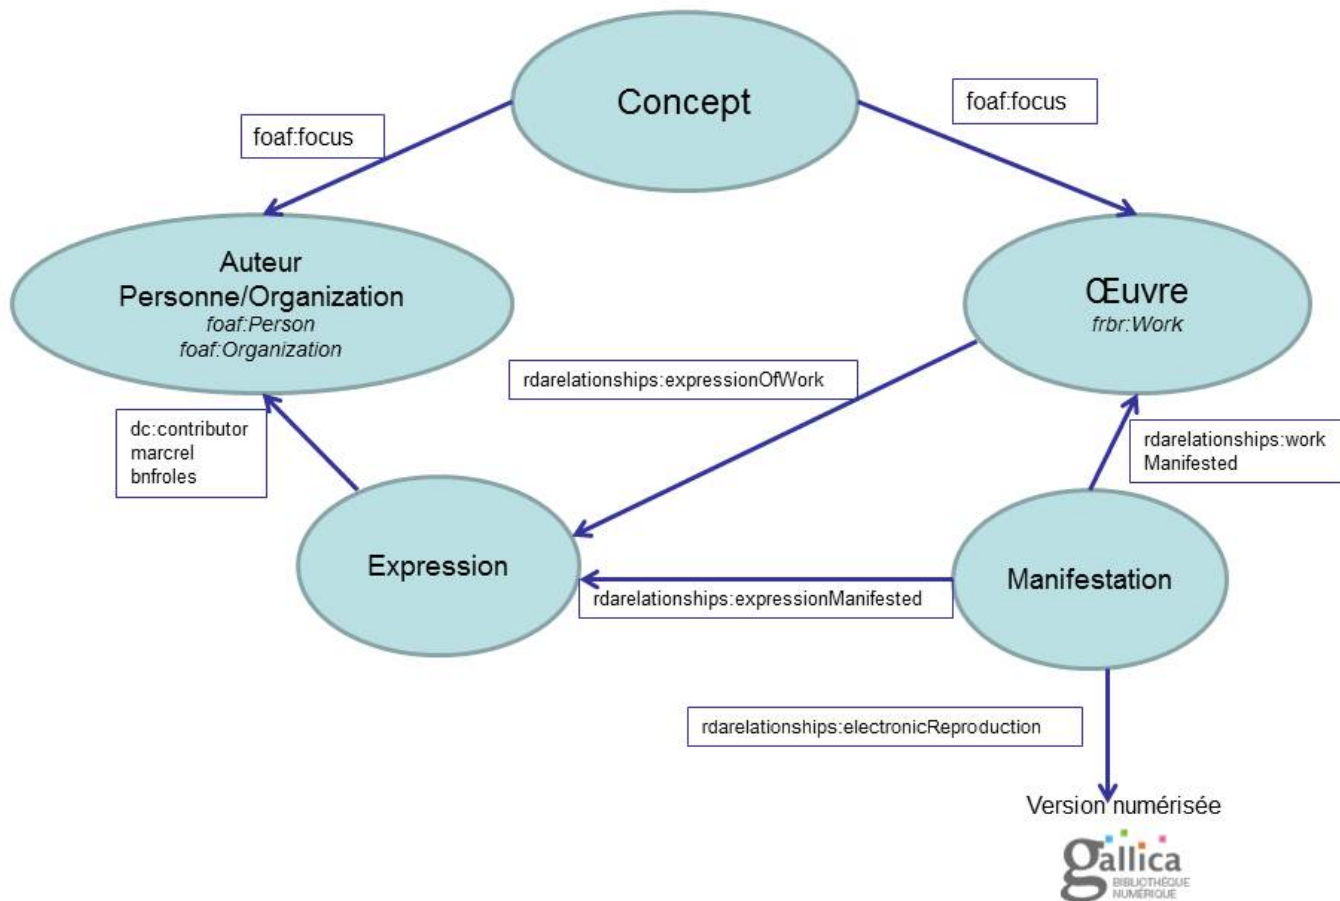 Concept
foaf:focus
foaf:focus
Auteur
Personne/Organization
foaf:Person
foaf:Organization
Œuvre
frbr:Work
rdarelationships:expressionOfWork
dc:contributor
marcrel
bnfroles
rdarelationships:work
Manifested
Expression
Manifestation
rdarelationships:expressionManifested
rdarelationships:electronicReproduction
Version numérisée
gallica
BIBLIOTHÈQUE
NUMÉRIQUE